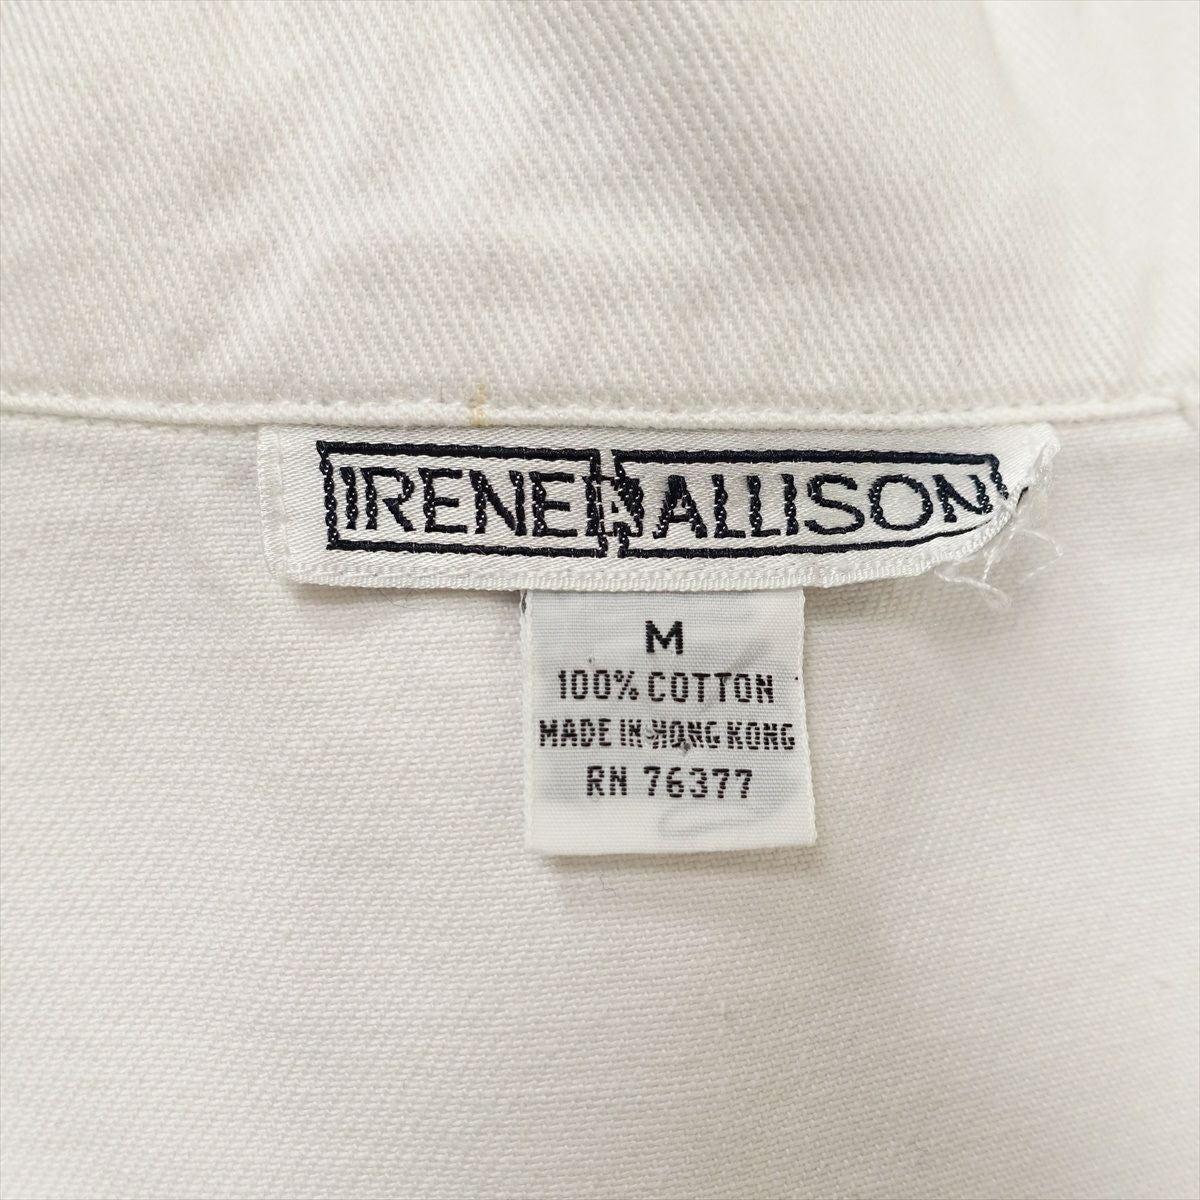 IRENE & ALLISON
M
100% COTTON
MADE IN HONG KONG
RN 76377